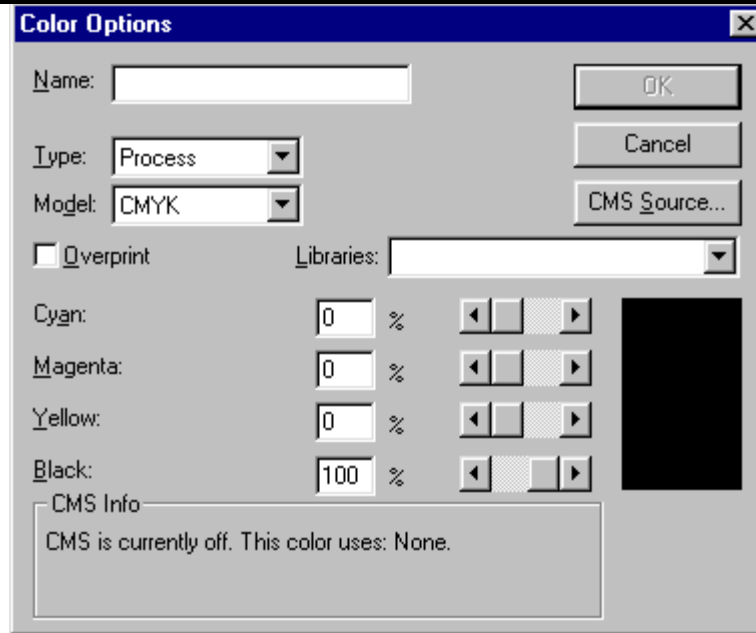 Color Options
Name:
OK
Type: Process
Cancel
Model: CMYK
CMS Source...
Overprint
Libraries:
Cyan: 0 %
Magenta: 0 %
Yellow: 0 %
Black: 100 %
CMS Info
CMS is currently off. This color uses: None.